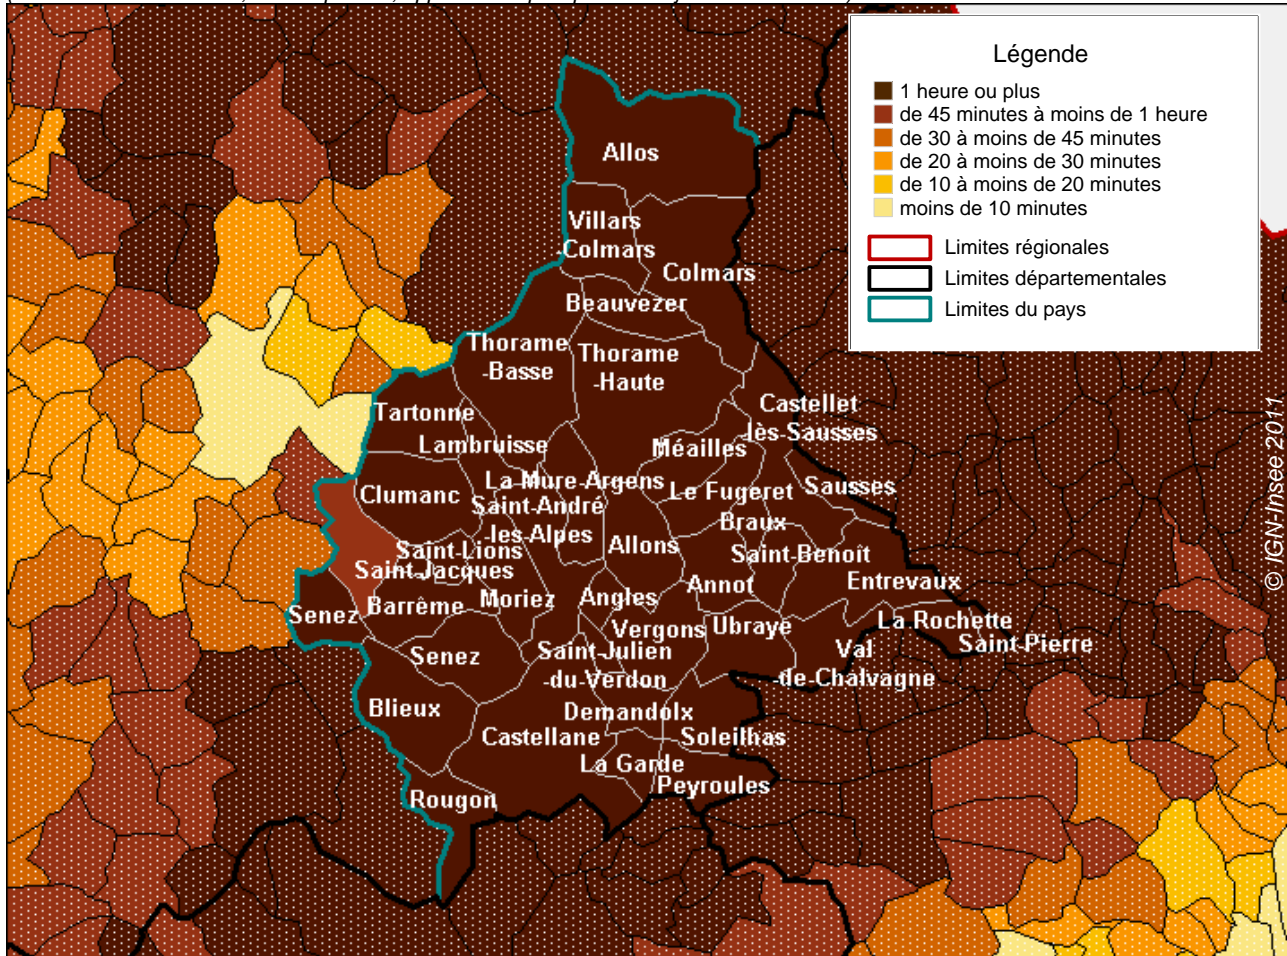 Légende
1 heure ou plus
de 45 minutes à moins de 1 heure
de 30 à moins de 45 minutes
de 20 à moins de 30 minutes
de 10 à moins de 20 minutes
moins de 10 minutes
Limites régionales
Limites départementales
Limites du pays
Allos
Villars
-Colmars
Colmars
Beauvezer
Thorame
-Basse
Thorame
-Haute
Castellet
-lès-Sausses
Tartonne
Lambruisse
Méailles
La Mure-Argens
Clumanc
Saint-André
-les-Alpes
Le Fugeret
Sausses
Braux
Allons
Saint-Lions
Saint-Benoît
Saint-Jacques
Annot
Entrevaux
Senez
Barrême
Moriez
Angles
Vergons
Ubraye
La Rochette
Saint-Pierre
Senez
Saint-Julien
-du-Verdon
Val
-de-Chalvagne
Blieux
Demandolx
Castellane
Soleilhas
La Garde
Peyroules
Rougon
© IGN-Insee 2011